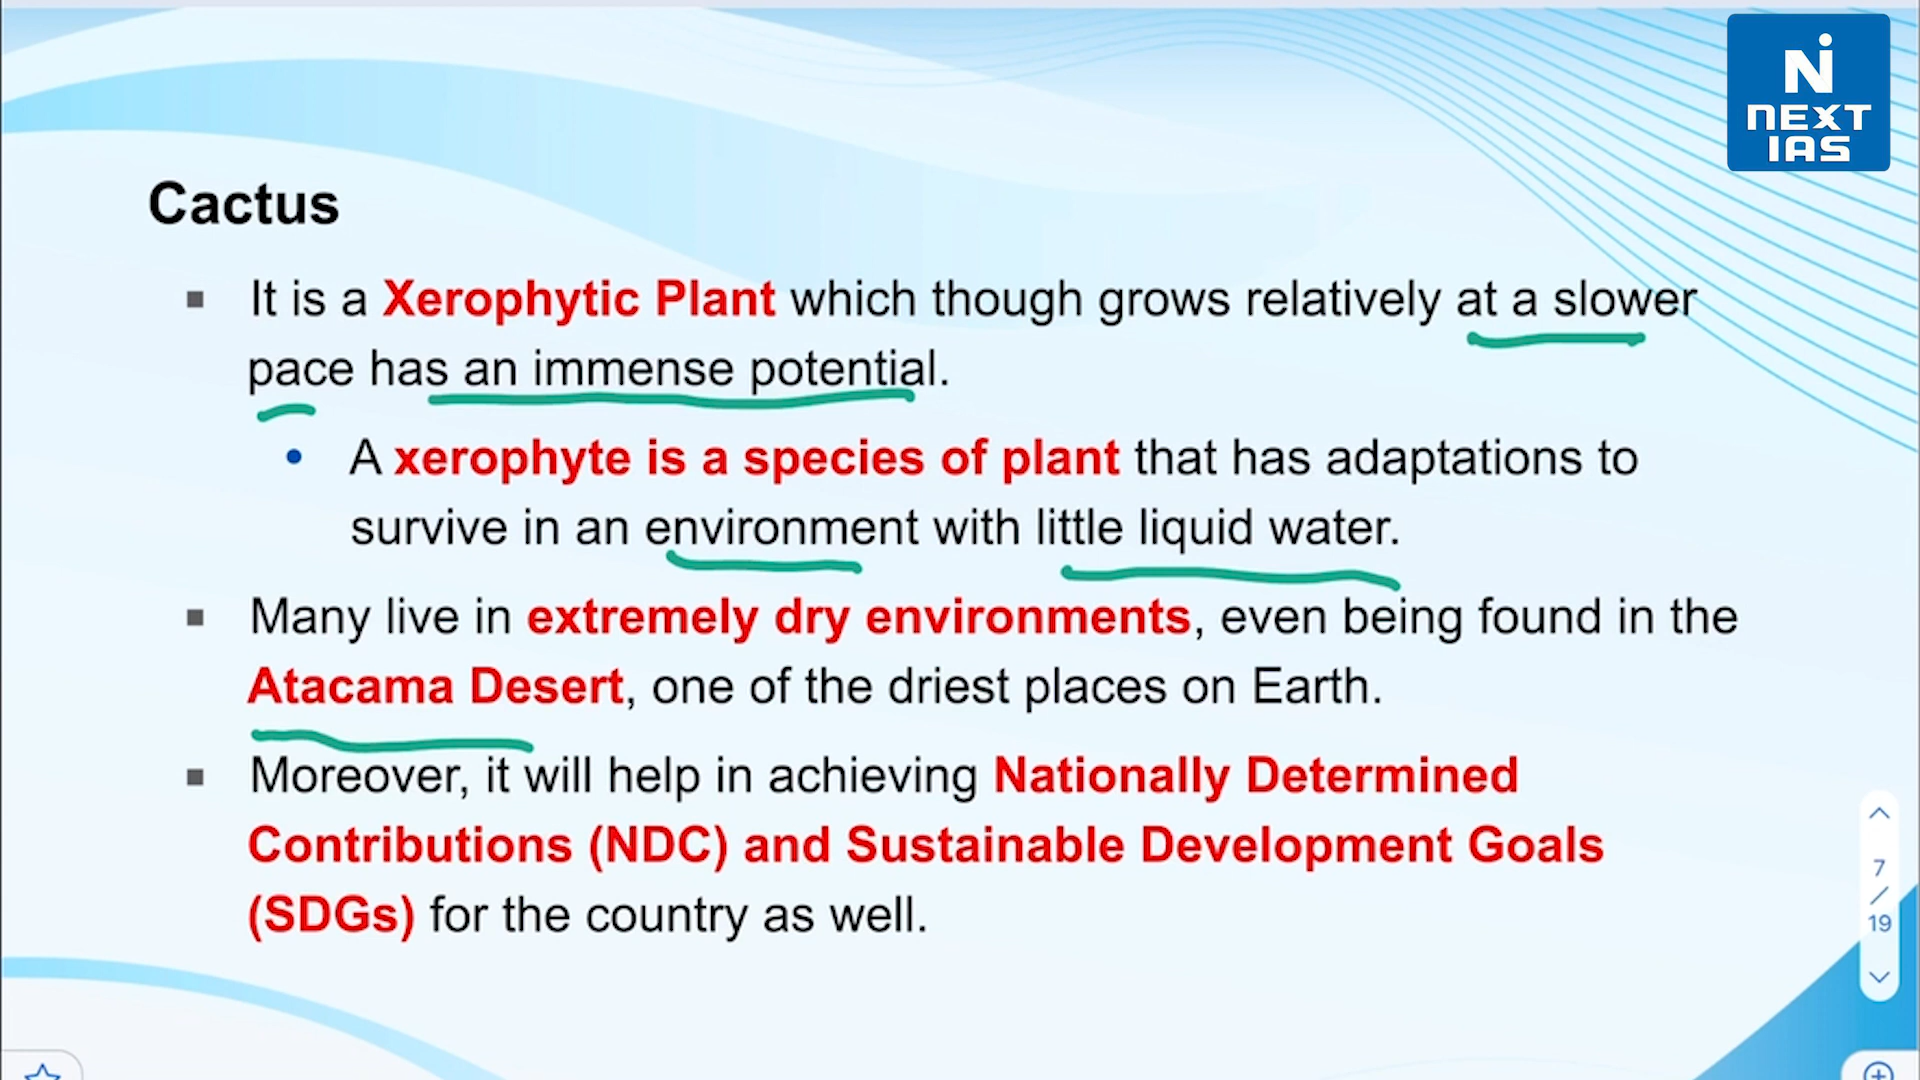 NEXT
IAS
Cactus
It is a Xerophytic Plant which though grows relatively at a slower
pace has an immense potential.
A xerophyte is a species of plant that has adaptations to
survive in an environment with little liquid water.
Many live in extremely dry environments, even being found in the
Atacama Desert, one of the driest places on Earth.
Moreover, it will help in achieving Nationally Determined
Contributions (NDC) and Sustainable Development Goals
(SDGs) for the country as well.
7
/
19